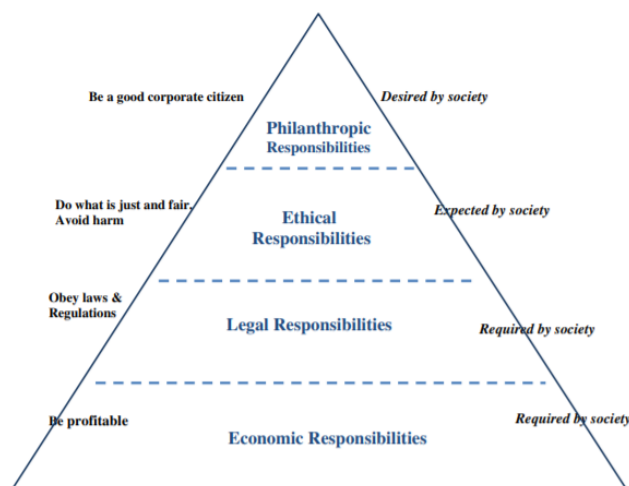 Be a good corporate citizen
Desired by society
Philanthropic
Responsibilities
Do what is just and fair,
Avoid harm
Expected by society
Ethical
Responsibilities
Obey laws &
Regulations
Legal Responsibilities
Required by society
Be profitable
Required by society
Economic Responsibilities